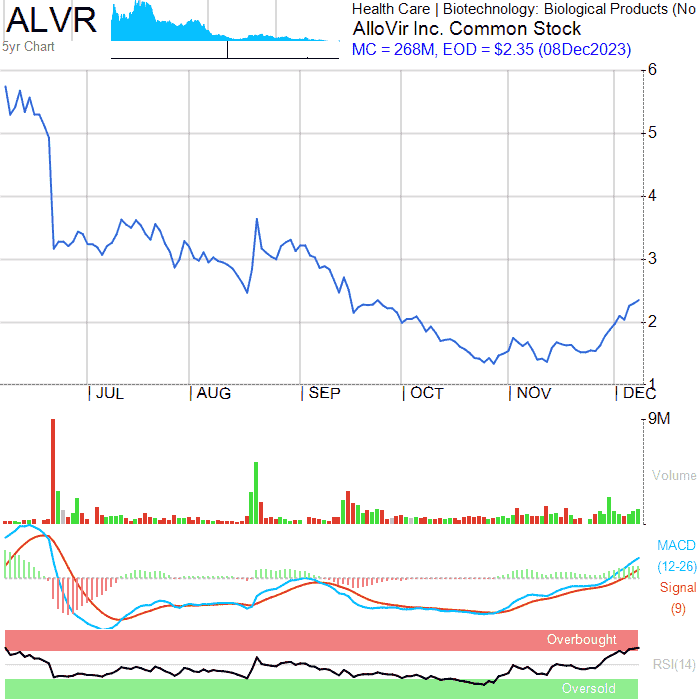 ALVR
5yr Chart
Health Care | Biotechnology: Biological Products (No
AlloVir Inc. Common Stock
MC = 268M, EOD = $2.35 (08Dec2023)
6
5
4
3
2
1
JUL AUG SEP OCT NOV DEC
9M
Volume
MACD
(12-26)
Signal
(9)
Overbought
RSI(14)
Oversold